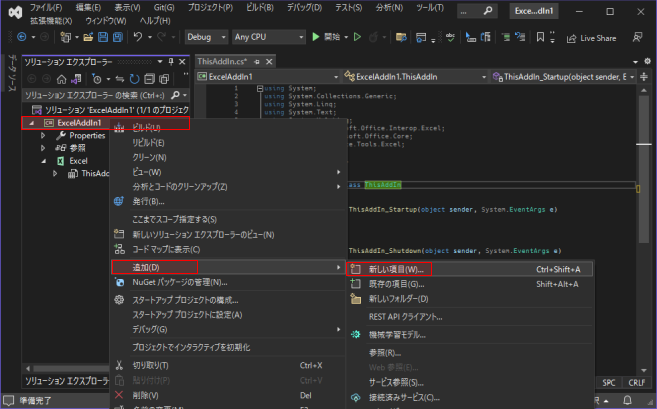 ファイル(F) 編集(E) 表示(V) Git(G) プロジェクト(P) ビルド(B) デバッグ(D) テスト(S) 分析(N) ツール(T)
拡張機能(X) ウィンドウ(W) ヘルプ(H)
... Exce...dIn1
Debug Any CPU 開始 Live Share
データ ソース
ソリューション エクスプローラー
ThisAddIn.cs*
ソリューション エクスプローラー の検索 (Ctrl+:)
ExcelAddIn1 ExcelAddIn1.ThisAddIn ThisAddIn_Startup(object sender, E
ソリューション 'ExcelAddIn1' (1/1 のプロジェク
ExcelAddIn1
Properties
参照
Excel
ThisAdd
1 using System;
2 using System.Collections.Generic;
3 using System.Linq;
4 using System.Text;
soft.Office.Interop.Excel;
soft.Office.Core;
e.Tools.Excel;
ass ThisAddIn
ThisAddIn_Startup(object sender, System.EventArgs e)
ThisAddIn_Shutdown(object sender, System.EventArgs e)
ビルド(U)
リビルド(E)
クリーン(N)
ビュー(W)
分析とコードのクリーンアップ(Z)
発行(B)...
ここまでスコープ指定する(S)
新しいソリューション エクスプローラーのビュー(N)
コード マップに表示(C)
追加(D)
NuGet パッケージの管理(N)...
スタートアップ プロジェクトの構成...
スタートアップ プロジェクトに設定(A)
デバッグ(G)
プロジェクトでインタラクティブを初期化
切り取り(T) Ctrl+X
貼り付け(P) Ctrl+V
削除(V) Del
新しい項目(W)... Ctrl+Shift+A
既存の項目(G)... Shift+Alt+A
新しいフォルダー(D)
REST API クライアント...
機械学習モデル...
参照(R)...
Web 参照(E)...
サービス参照(S)...
接続済みサービス(C)...
ソリューション エクスプローラー
SPC CRLF
準備完了